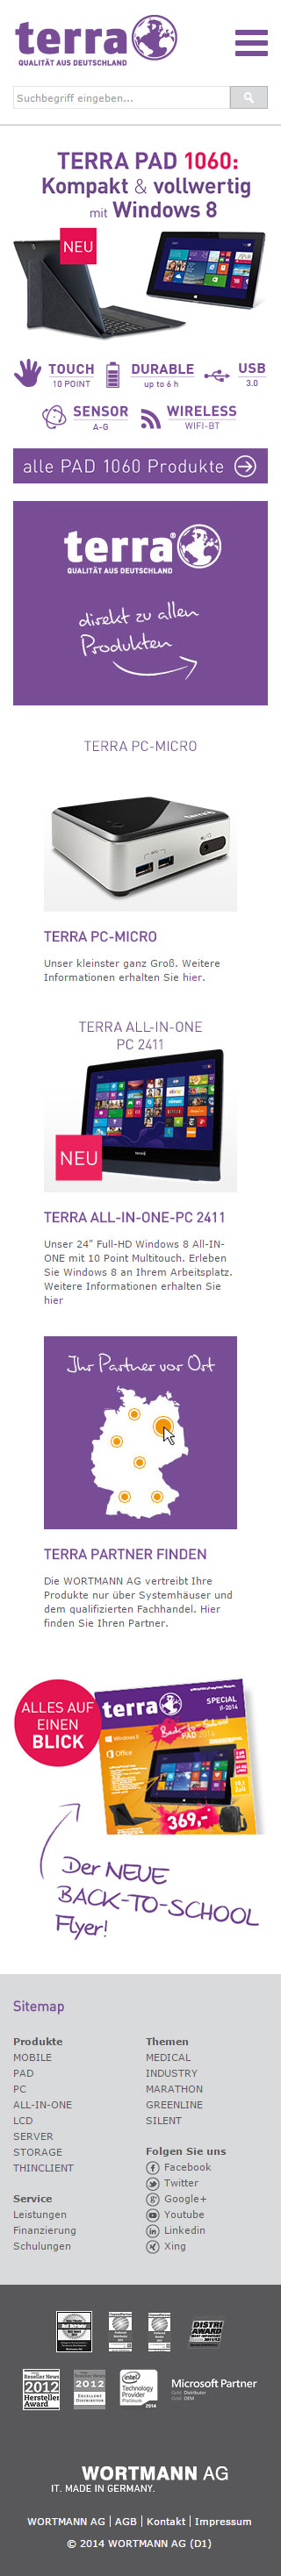 terra
QUALITÄT AUS DEUTSCHLAND
Suchbegriff eingeben...
TERRA PAD 1060:
Kompakt & vollwertig
mit Windows 8
NEU
TOUCH
10 POINT
DURABLE
up to 6 h
USB
3.0
SENSOR
A-G
WIRELESS
WIFI-BT
alle PAD 1060 Produkte
terra
QUALITÄT AUS DEUTSCHLAND
direkt zu allen
Produkten
TERRA PC-MICRO
TERRA PC-MICRO
Unser kleinster ganz Groß. Weitere
Informationen erhalten Sie hier.
TERRA ALL-IN-ONE
PC 2411
NEU
TERRA ALL-IN-ONE-PC 2411
Unser 24" Full-HD Windows 8 All-IN-
ONE mit 10 Point Multitouch. Erleben
Sie Windows 8 an Ihrem Arbeitsplatz.
Weitere Informationen erhalten Sie
hier
Ihr Partner vor Ort
TERRA PARTNER FINDEN
Die WORTMANN AG vertreibt Ihre
Produkte nur über Systemhäuser und
dem qualifizierten Fachhandel. Hier
finden Sie Ihren Partner.
ALLES AUF
EINEN
BLICK
terra
SPECIAL
Windows 8
Office
Back-to-School
PAD
369,-
Der NEUE
BACK-TO-SCHOOL
Flyer!
Sitemap
Produkte
MOBILE
PAD
PC
ALL-IN-ONE
LCD
SERVER
STORAGE
THINCLIENT
Service
Leistungen
Finanzierung
Schulungen
Themen
MEDICAL
INDUSTRY
MARATHON
GREENLINE
SILENT
Folgen Sie uns
Facebook
Twitter
Google+
Youtube
Linkedin
Xing
DISTRI
AWARD
Reseller News
2012
Hersteller
Award
2012
EXCELLENT
DISTRIBUTOR
intel
Technology
Provider
Platinum
2014
Microsoft Partner
Gold Distributor
Gold OEM
WORTMANN AG
IT. MADE IN GERMANY.
WORTMANN AG | AGB | Kontakt | Impressum
© 2014 WORTMANN AG (D1)